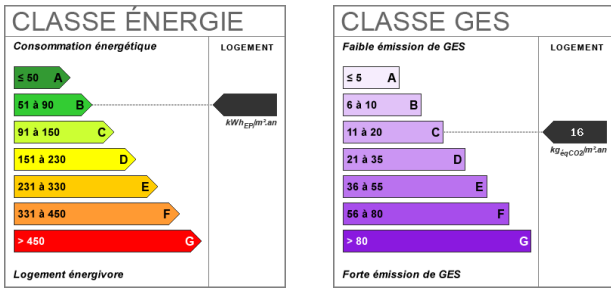 CLASSE ÉNERGIE
Consommation énergétique LOGEMENT
≤ 50 A
51 à 90 B
kWhEP/m².an
91 à 150 C
151 à 230 D
231 à 330 E
331 à 450 F
> 450 G
Logement énergivore
CLASSE GES
Faible émission de GES LOGEMENT
≤ 5 A
6 à 10 B
11 à 20 C 16
kgéqCO2/m².an
21 à 35 D
36 à 55 E
56 à 80 F
> 80 G
Forte émission de GES